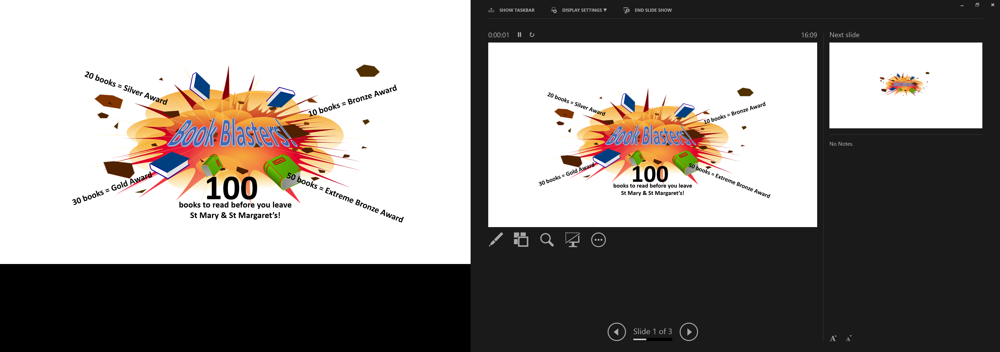 20 books = Silver Award
10 books = Bronze Award
Book Blasters!
30 books = Gold Award
50 books = Extreme Bronze Award
100
books to read before you leave
St Mary & St Margaret's!
SHOW TASKBAR
DISPLAY SETTINGS ▼
END SLIDE SHOW
0:00:01
16:09
20 books = Silver Award
10 books = Bronze Award
Book Blasters!
30 books = Gold Award
50 books = Extreme Bronze Award
100
books to read before you leave
St Mary & St Margaret's!
Slide 1 of 3
Next slide
Book Blasters!
No Notes.
A
A